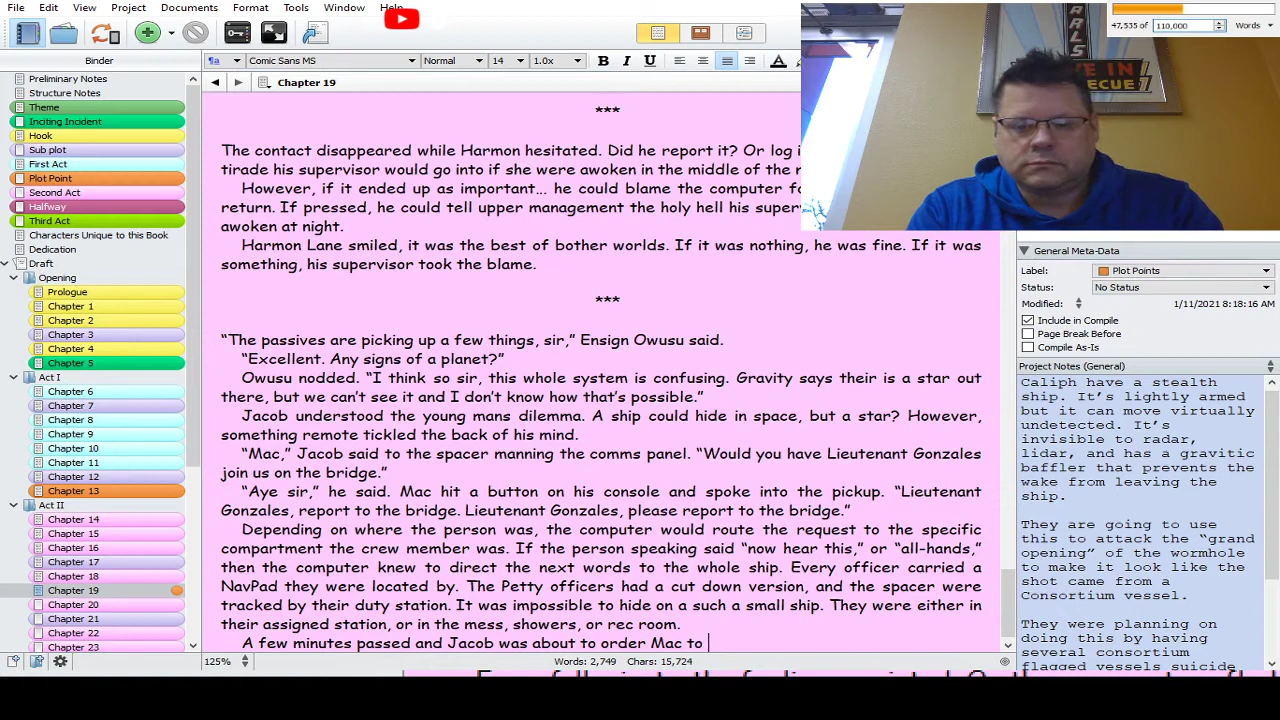 File Edit View Project Documents Format Tools Window Help
47,535 of 110,000 Words
Binder
Comic Sans MS Normal 14 1.0x B I U A
Preliminary Notes
Structure Notes
Theme
Inciting Incident
Hook
Sub plot
First Act
Plot Point
Second Act
Halfway
Third Act
Characters Unique to this Book
Dedication
Draft
Opening
Prologue
Chapter 1
Chapter 2
Chapter 3
Chapter 4
Chapter 5
Act I
Chapter 6
Chapter 7
Chapter 8
Chapter 9
Chapter 10
Chapter 11
Chapter 12
Chapter 13
Act II
Chapter 14
Chapter 15
Chapter 16
Chapter 17
Chapter 18
Chapter 19
Chapter 20
Chapter 21
Chapter 22
Chapter 23
Chapter 19
***
The contact disappeared while Harmon hesitated. Did he report it? Or log i
tirade his supervisor would go into if she were awoken in the middle of the
However, if it ended up as important... he could blame the computer fo
return. If pressed, he could tell upper management the holy hell his super
awoken at night.
Harmon Lane smiled, it was the best of bother worlds. If it was nothing, he was fine. If it was
something, his supervisor took the blame.
***
“The passives are picking up a few things, sir,” Ensign Owusu said.
“Excellent. Any signs of a planet?”
Owusu nodded. “I think so sir, this whole system is confusing. Gravity says their is a star out
there, but we can’t see it and I don’t know how that’s possible.”
Jacob understood the young mans dilemma. A ship could hide in space, but a star? However,
something remote tickled the back of his mind.
“Mac,” Jacob said to the spacer manning the comms panel. “Would you have Lieutenant Gonzales
join us on the bridge.”
“Aye sir,” he said. Mac hit a button on his console and spoke into the pickup. “Lieutenant
Gonzales, report to the bridge. Lieutenant Gonzales, please report to the bridge.”
Depending on where the person was, the computer would route the request to the specific
compartment the crew member was. If the person speaking said “now hear this,” or “all-hands,”
then the computer knew to direct the next words to the whole ship. Every officer carried a
NavPad they were located by. The Petty officers had a cut down version, and the spacer were
tracked by their duty station. It was impossible to hide on a such a small ship. They were either in
their assigned station, or in the mess, showers, or rec room.
A few minutes passed and Jacob was about to order Mac to
125% Words: 2,749 Chars: 15,724
General Meta-Data
Label: Plot Points
Status: No Status
Modified: 1/11/2021 8:18:16 AM
Include in Compile
Page Break Before
Compile As-Is
Project Notes (General)
Caliph have a stealth
ship. It’s lightly armed
but it can move virtually
undetected. It’s
invisible to radar,
lidar, and has a gravitic
baffler that prevents the
wake from leaving the
ship.
They are going to use
this to attack the “grand
opening” of the wormhole
to make it look like the
shot came from a
Consortium vessel.
They were planning on
doing this by having
several consortium
flagged vessels suicide